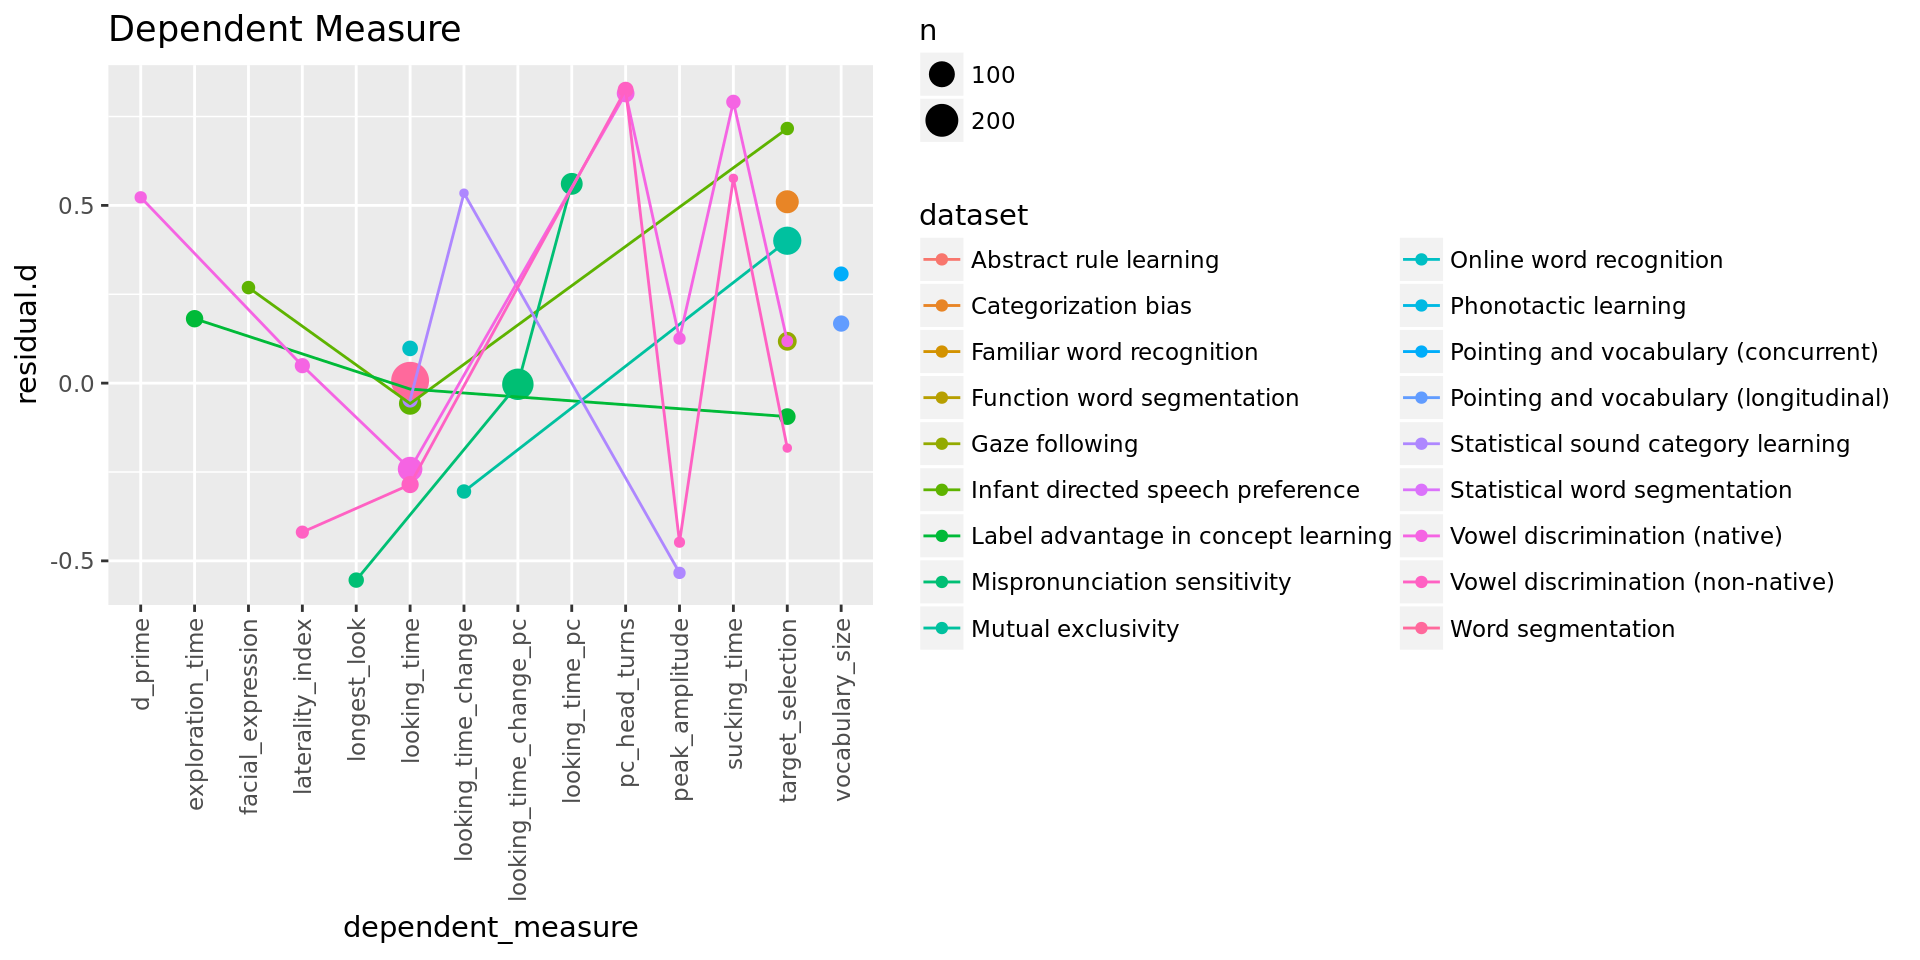 Dependent Measure
residual.d
0.5
0.0
-0.5
d_prime
exploration_time
facial_expression
laterality_index
longest_look
looking_time
looking_time_change
looking_time_change_pc
looking_time_pc
pc_head_turns
peak_amplitude
sucking_time
target_selection
vocabulary_size
dependent_measure
n
100
200
dataset
Abstract rule learning
Categorization bias
Familiar word recognition
Function word segmentation
Gaze following
Infant directed speech preference
Label advantage in concept learning
Mispronunciation sensitivity
Mutual exclusivity
Online word recognition
Phonotactic learning
Pointing and vocabulary (concurrent)
Pointing and vocabulary (longitudinal)
Statistical sound category learning
Statistical word segmentation
Vowel discrimination (native)
Vowel discrimination (non-native)
Word segmentation